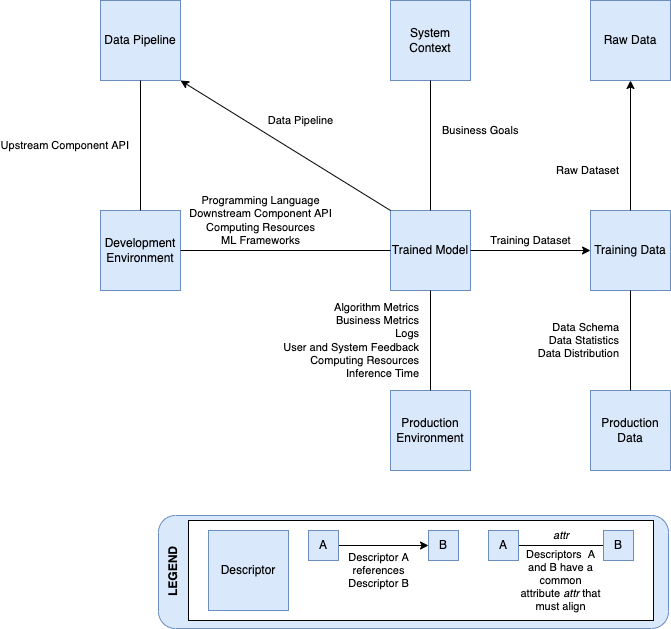 Data Pipeline
System
Context
Raw Data
Data Pipeline
Business Goals
Upstream Component API
Raw Dataset
Programming Language
Downstream Component API
Computing Resources
ML Frameworks
Development
Environment
Trained Model
Training Dataset
Training Data
Algorithm Metrics
Business Metrics
Logs
User and System Feedback
Computing Resources
Inference Time
Data Schema
Data Statistics
Data Distribution
Production
Environment
Production
Data
LEGEND
Descriptor
A
B
Descriptor A
references
Descriptor B
A
attr
B
Descriptors A
and B have a
common
attribute attr that
must align